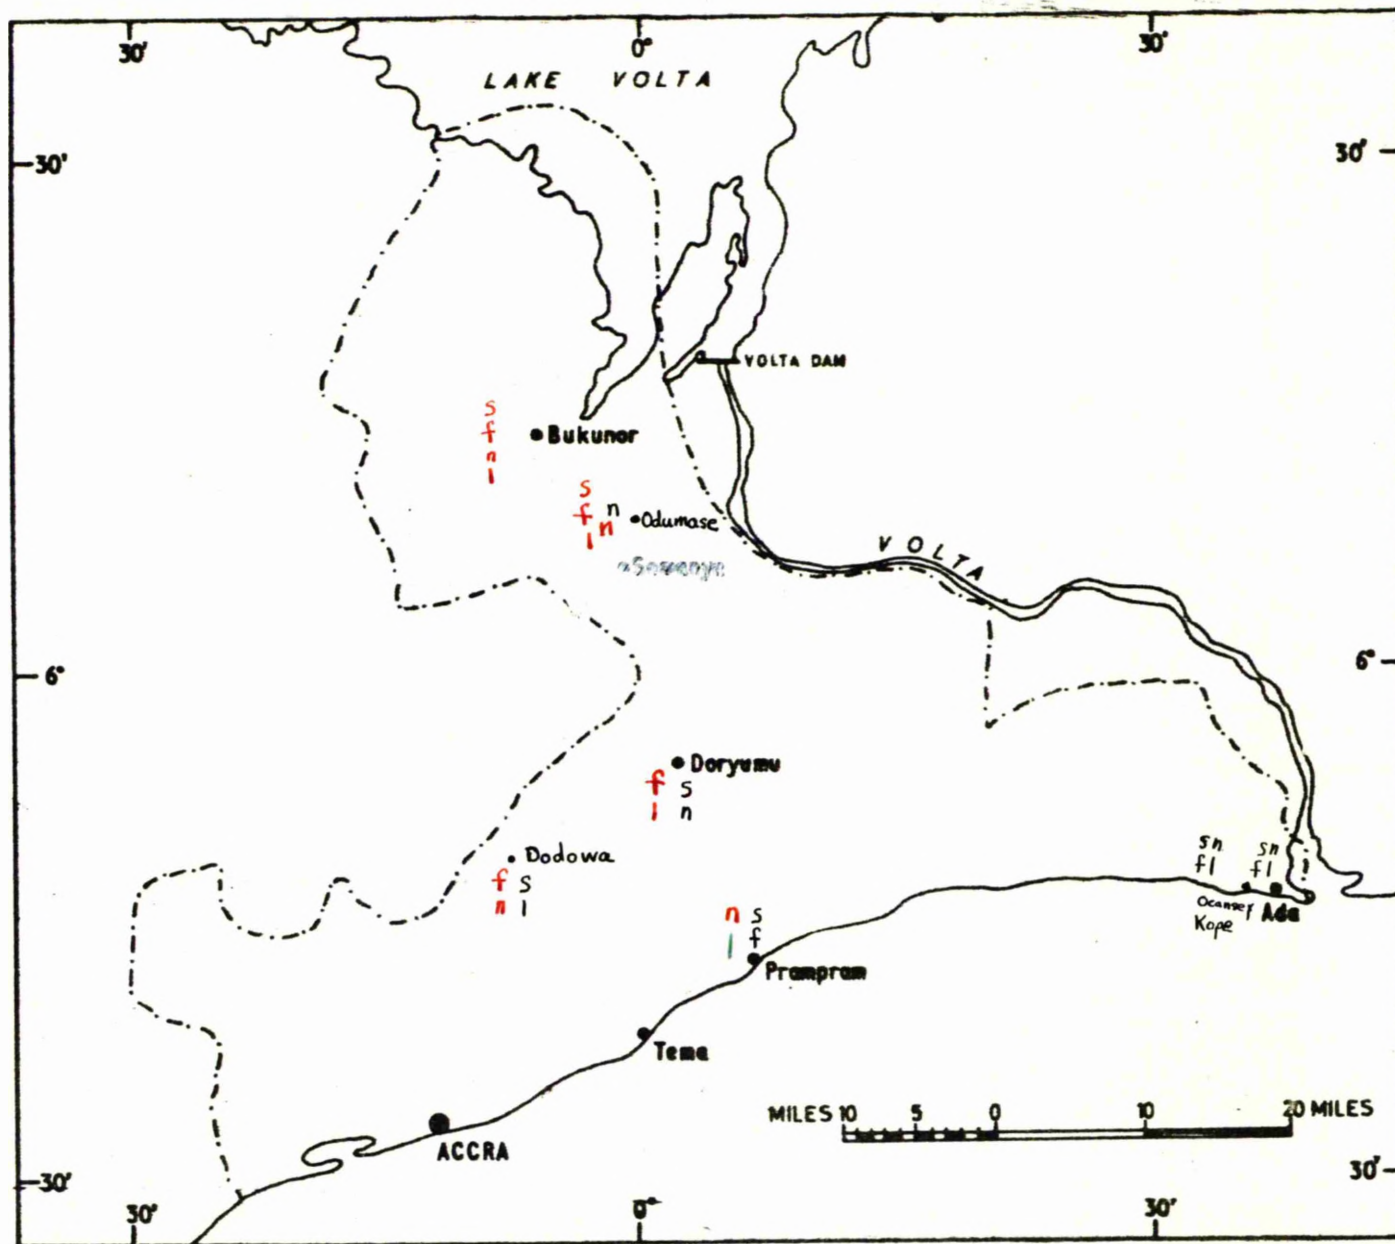 30' 0° 30'
LAKE VOLTA
30' 30'
VOLTA DAM
s
f
n
l
Bukunor
s
f n
n
l
Odumase
VOLTA
6° 6°
Doryumu
f s
l n
Dodowa
f s
n l
sn
fl
sn
fl
Ocansey
Kope
Ada
n s
l f
Prampram
Tema
MILES 10 5 0 10 20 MILES
ACCRA
30' 30'
30' 0° 30'